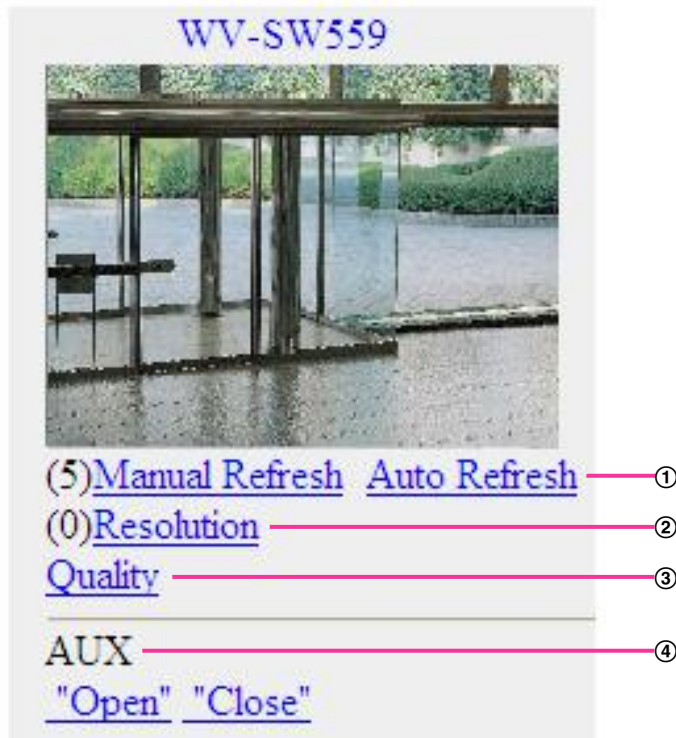 WV-SW559
(5)Manual Refresh Auto Refresh ①
(0)Resolution ②
Quality ③
AUX ④
"Open" "Close"